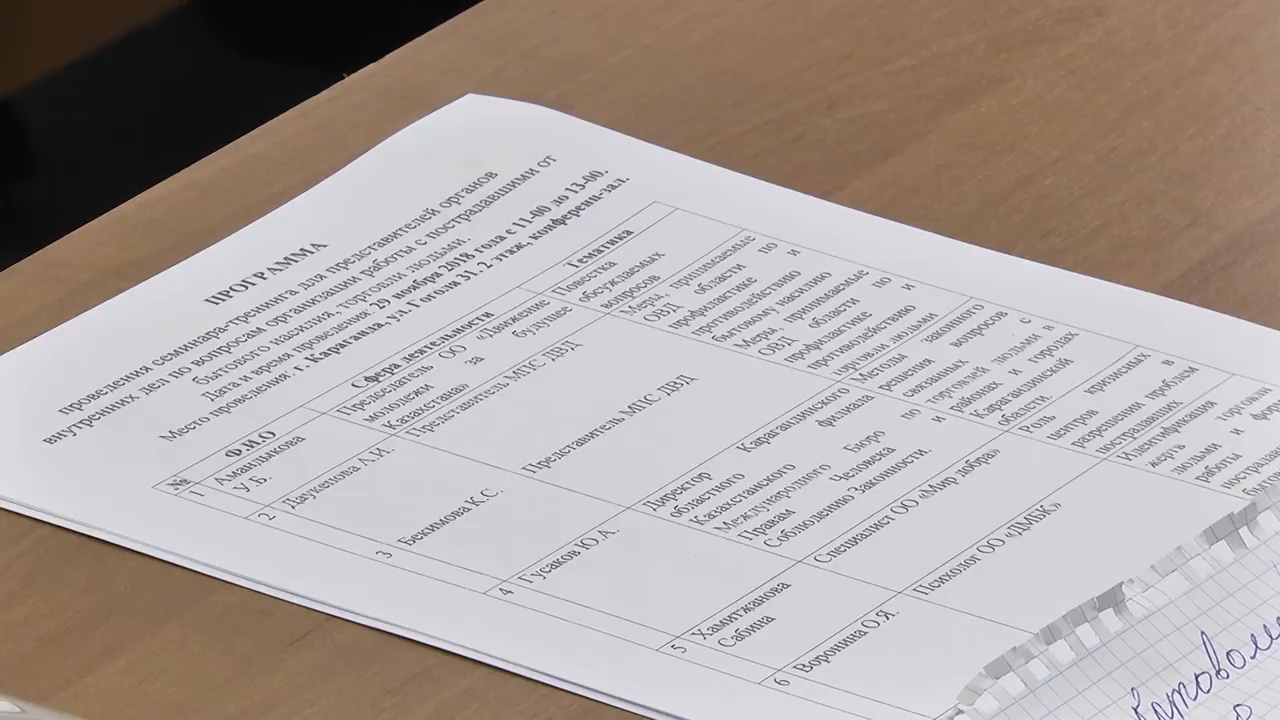 ПРОГРАММА
проведения семинара-тренинга для представителей органов
внутренних дел по вопросам организации работы с пострадавшими от
бытового насилия, торговли людьми.
Дата и время проведения: 29 ноября 2018 года с 11-00 до 13-00.
Место проведения: г. Караганда, ул. Гоголя 31, 2 этаж, конференц-зал.
№ Ф.И.О Сфера деятельности Тематика
Повестка
обсуждаемых
вопросов
1 Амандыкова
У.Б.
Председатель ОО «Движение
молодежи за будущее
Казахстана»
2 Даукепова Л.И.
Представитель МПС ДВД
Меры, принимаемые
ОВД области по
профилактике и
противодействию
бытовому насилию
3 Бекимова К.С.
Представитель МПС ДВД
Меры, принимаемые
ОВД области по
профилактике и
противодействию
торговли людьми
4 Гусаков Ю.А.
Директор Карагандинского
областного филиала
Казахстанского
Международного Бюро по
Правам Человека и
Соблюдению Законности.
Методы законного
решения вопросов
связанных с
торговлей людьми в
районах и городах
Карагандинской
области.
5 Хамитжанова
Сабина
Специалист ОО «Мир добра»
Роль кризисных
центров в
разрешении проблем
пострадавших
6 Воронина О.Я.
Психолог ОО «ДМБК»
Идентификация
жертв торговли
людьми и
работы